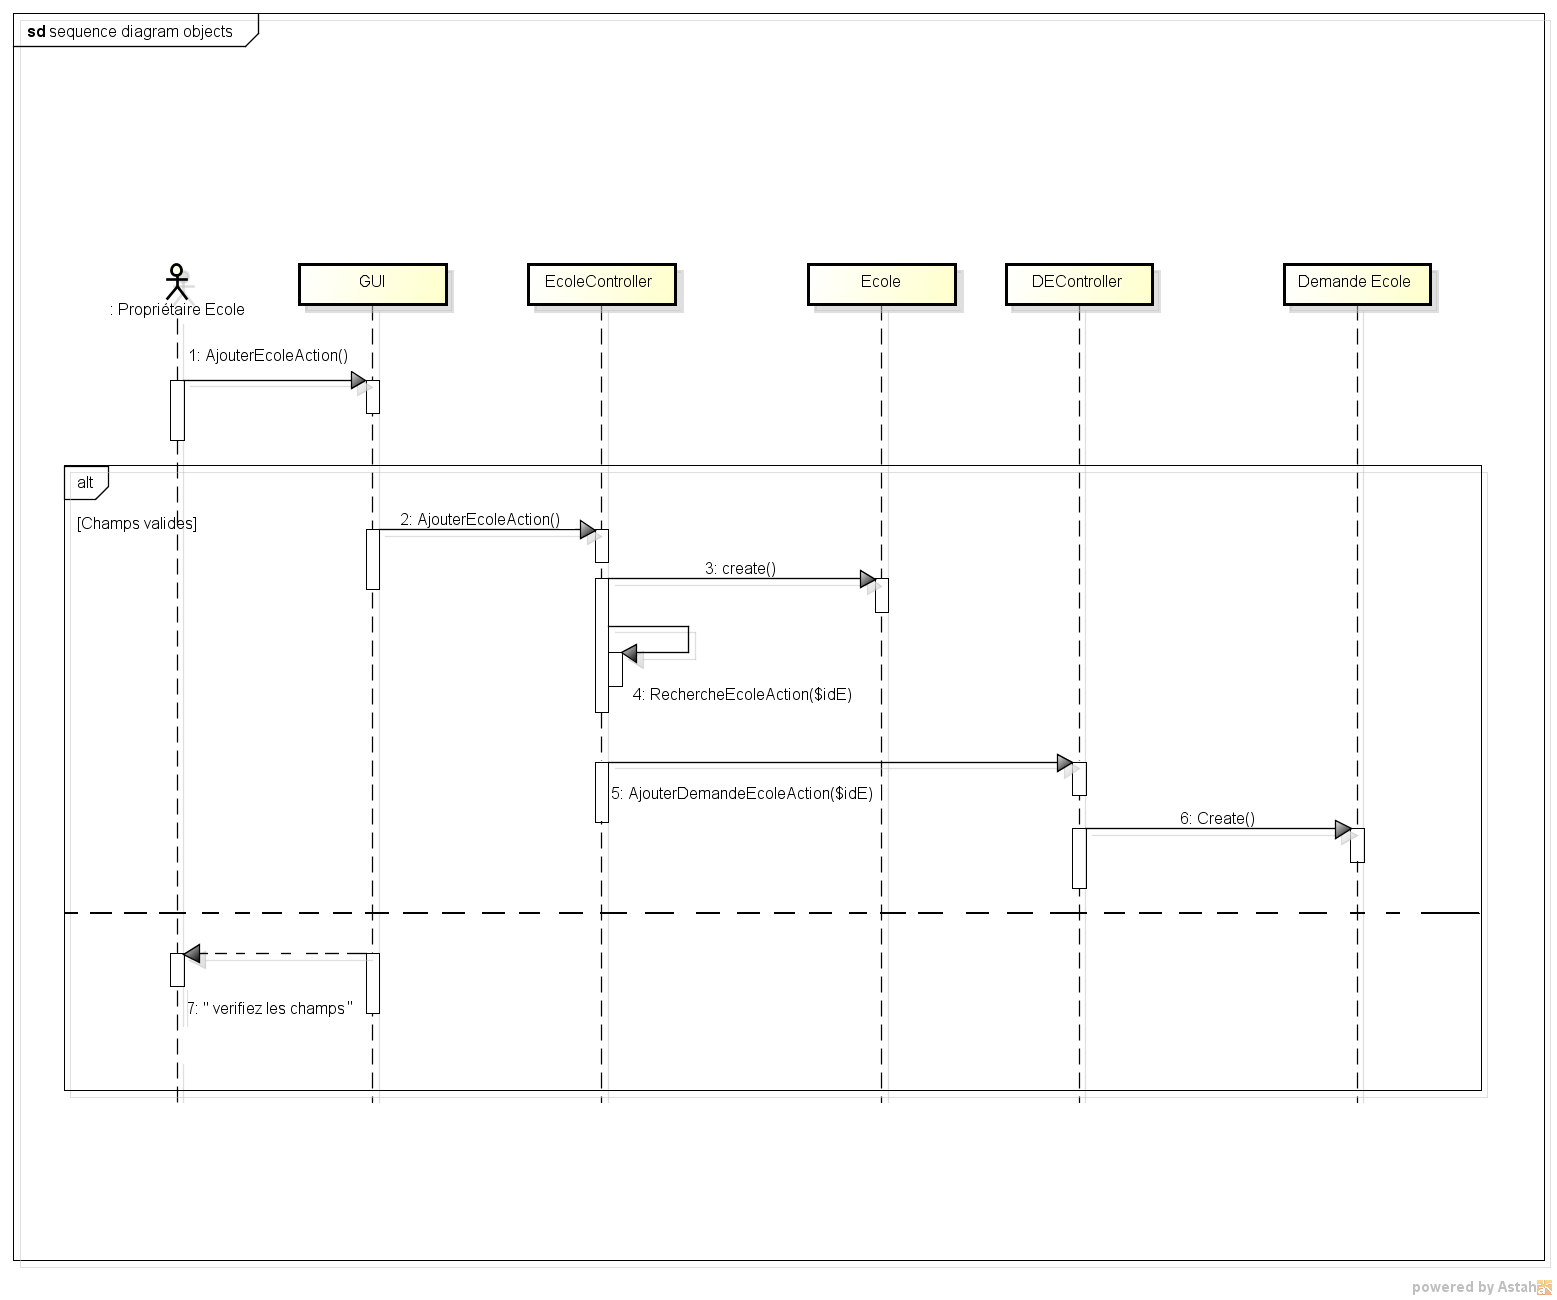 sd sequence diagram objects
: Propriétaire Ecole
GUI
EcoleController
Ecole
DEController
Demande Ecole
1: AjouterEcoleAction()
alt
[Champs valides]
2: AjouterEcoleAction()
3: create()
4: RechercheEcoleAction($idE)
5: AjouterDemandeEcoleAction($idE)
6: Create()
7: " verifiez les champs"
powered by Astah